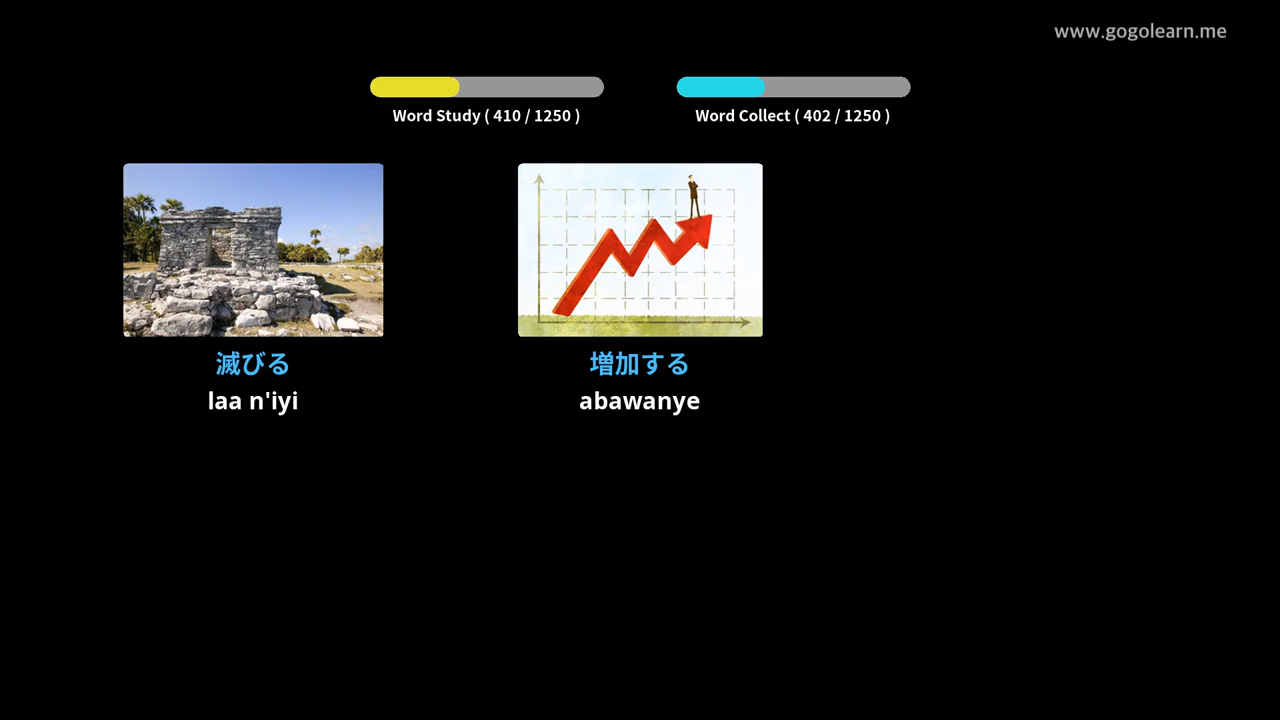 www.gogolearn.me
Word Study ( 410 / 1250 )
Word Collect ( 402 / 1250 )
滅びる
laa n'iyi
増加する
abawanye